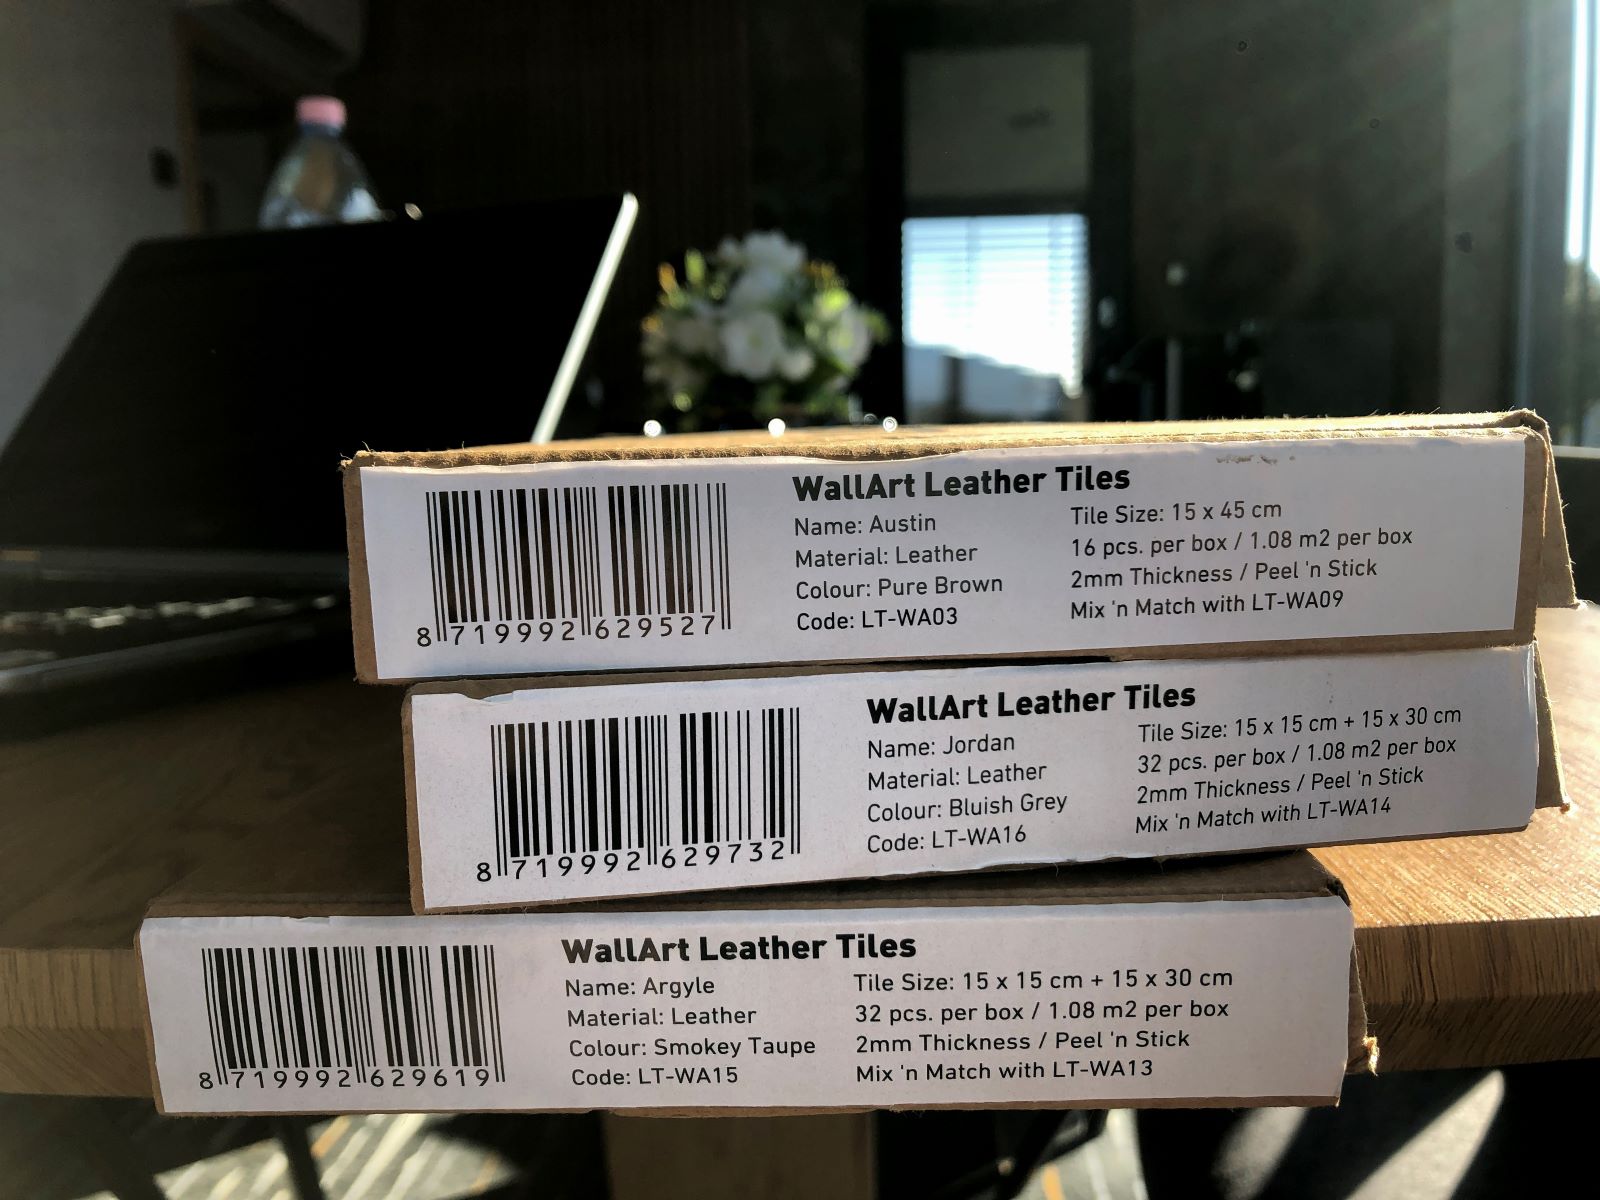 WallArt Leather Tiles
Name: Austin
Material: Leather
Colour: Pure Brown
Code: LT-WA03
Tile Size: 15 x 45 cm
16 pcs. per box / 1.08 m2 per box
2mm Thickness / Peel 'n Stick
Mix 'n Match with LT-WA09
8 719992 629527
WallArt Leather Tiles
Name: Jordan
Material: Leather
Colour: Bluish Grey
Code: LT-WA16
Tile Size: 15 x 15 cm + 15 x 30 cm
32 pcs. per box / 1.08 m2 per box
2mm Thickness / Peel 'n Stick
Mix 'n Match with LT-WA14
8 719992 629732
WallArt Leather Tiles
Name: Argyle
Material: Leather
Colour: Smokey Taupe
Code: LT-WA15
Tile Size: 15 x 15 cm + 15 x 30 cm
32 pcs. per box / 1.08 m2 per box
2mm Thickness / Peel 'n Stick
Mix 'n Match with LT-WA13
8 719992 629619